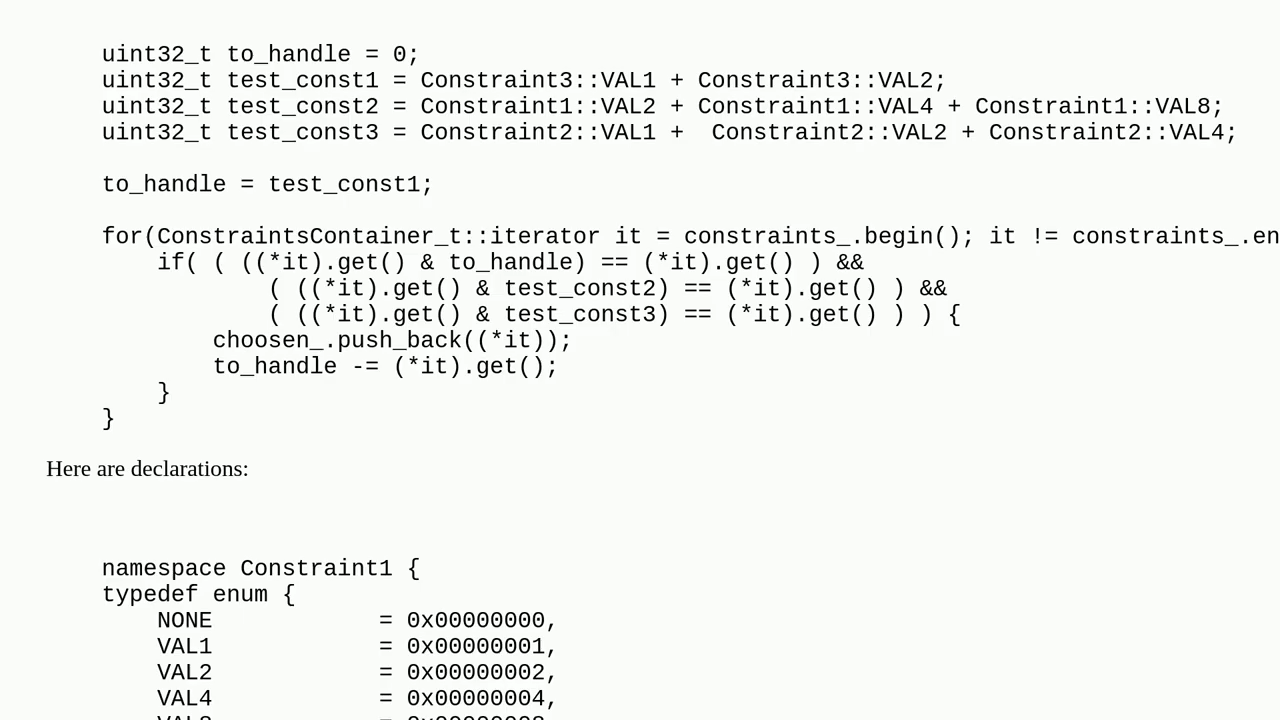 uint32_t to_handle = 0;
uint32_t test_const1 = Constraint3::VAL1 + Constraint3::VAL2;
uint32_t test_const2 = Constraint1::VAL2 + Constraint1::VAL4 + Constraint1::VAL8;
uint32_t test_const3 = Constraint2::VAL1 +  Constraint2::VAL2 + Constraint2::VAL4;
to_handle = test_const1;
for(ConstraintsContainer_t::iterator it = constraints_.begin(); it != constraints_.en
    if( ( ((*it).get() & to_handle) == (*it).get() ) &&
            ( ((*it).get() & test_const2) == (*it).get() ) &&
            ( ((*it).get() & test_const3) == (*it).get() ) ) {
        choosen_.push_back((*it));
        to_handle -= (*it).get();
    }
}
Here are declarations:
namespace Constraint1 {
typedef enum {
    NONE            = 0x00000000,
    VAL1            = 0x00000001,
    VAL2            = 0x00000002,
    VAL4            = 0x00000004,